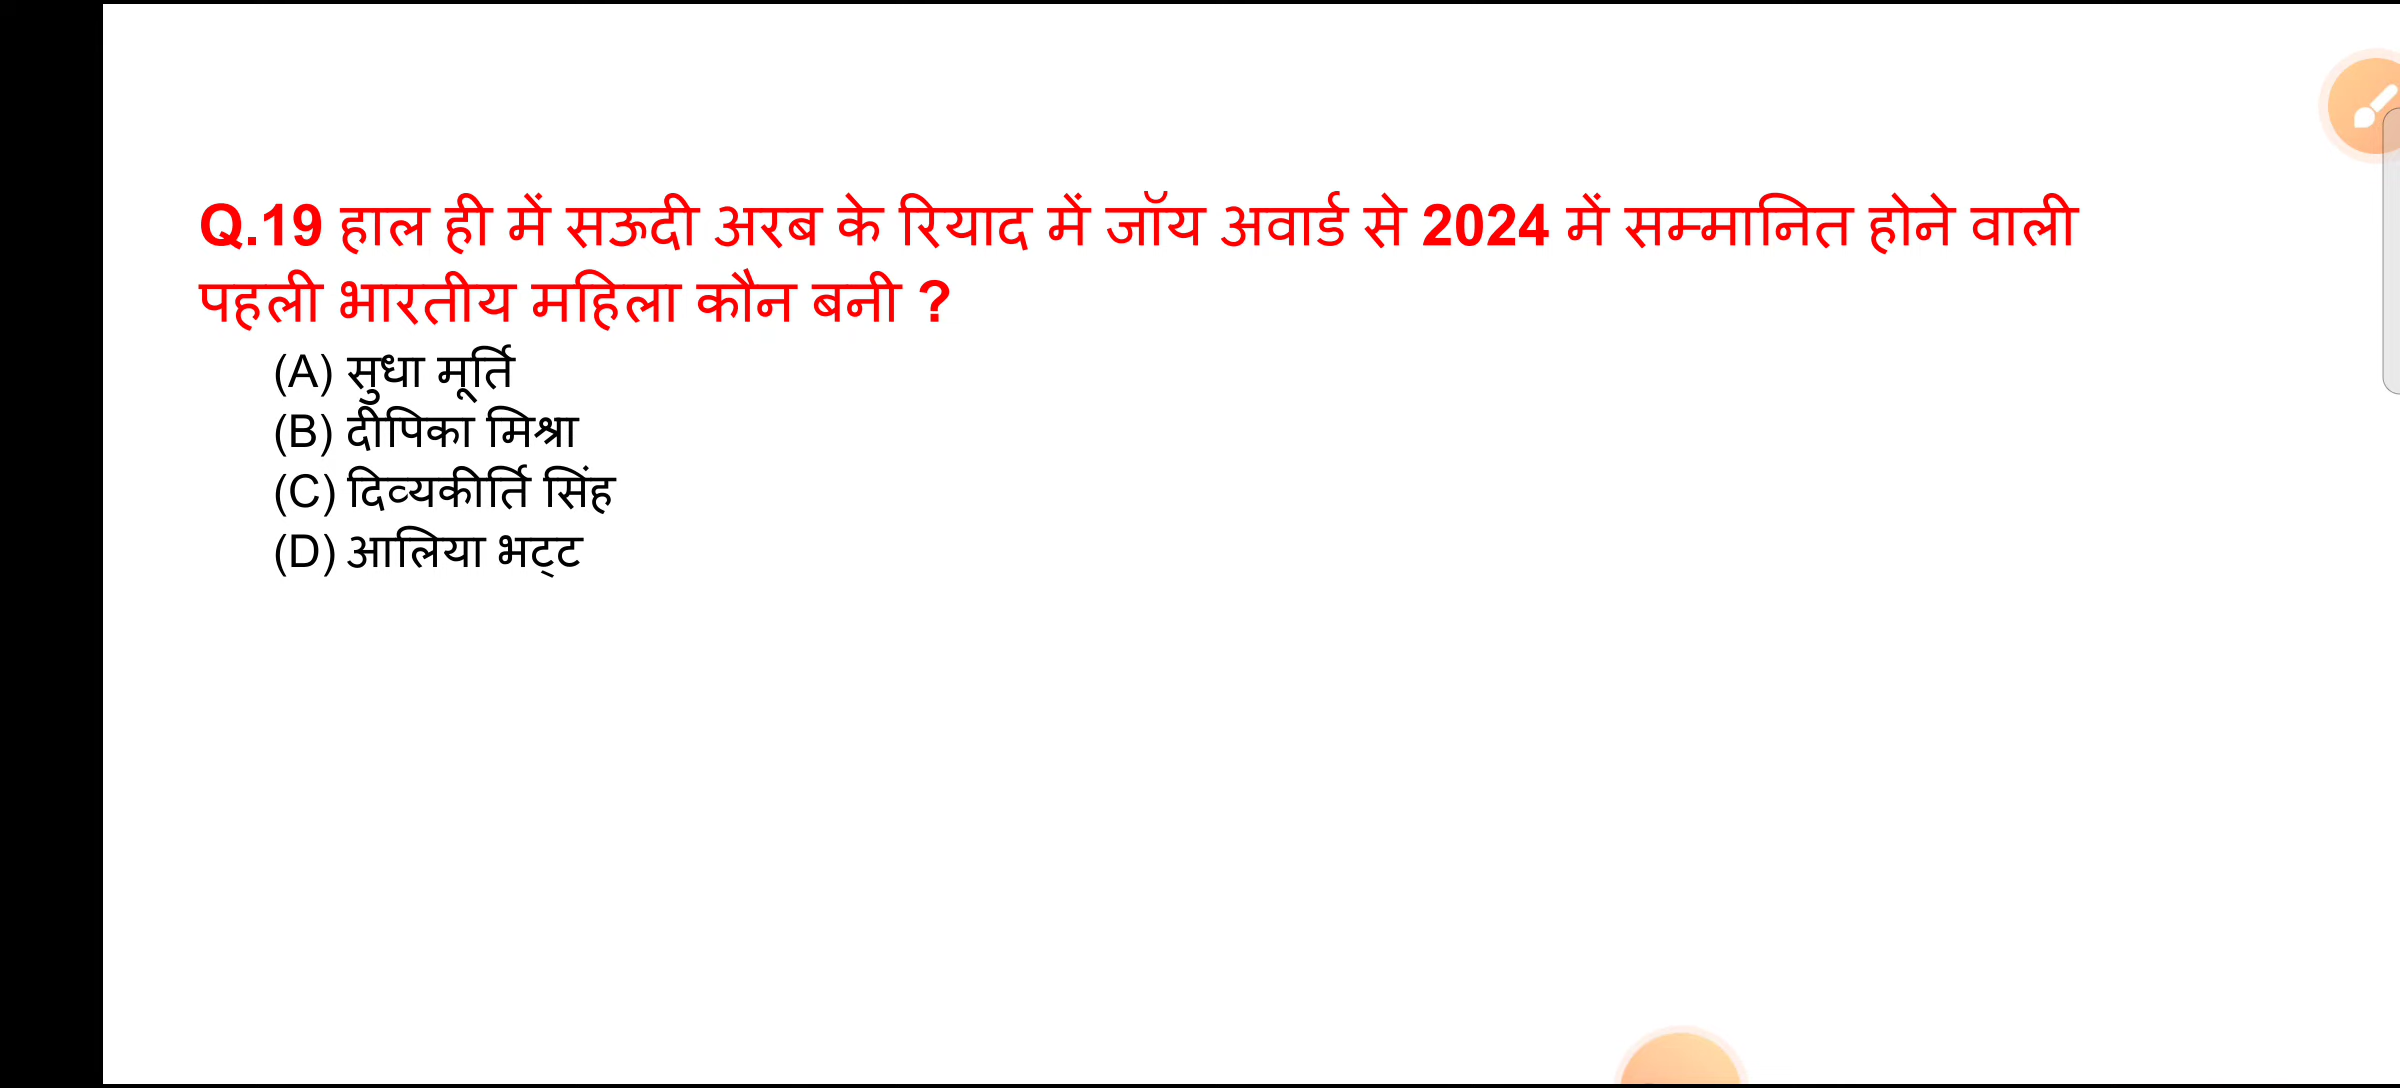 Q.19 हाल ही में सऊदी अरब के रियाद में जॉय अवार्ड से 2024 में सम्मानित होने वाली
पहली भारतीय महिला कौन बनी ?
(A) सुधा मूर्ति
(B) दीपिका मिश्रा
(C) दिव्यकीर्ति सिंह
(D) आलिया भट्‌ट